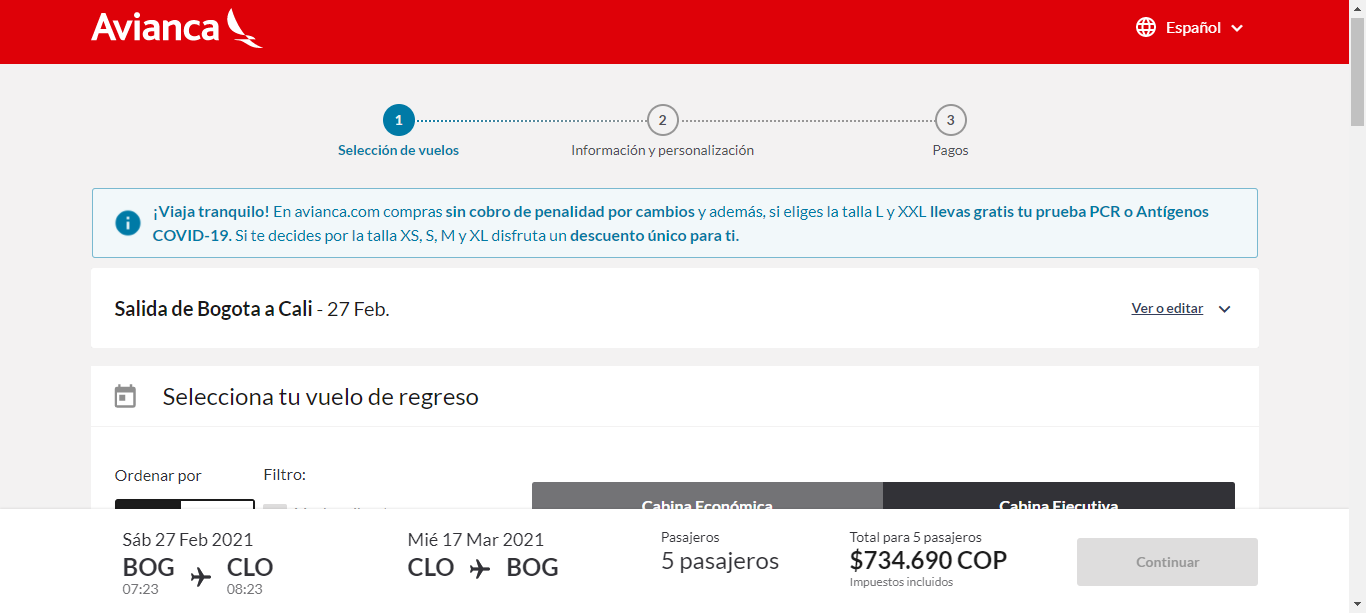 Avianca
Español
1
2
3
Selección de vuelos
Información y personalización
Pagos
¡Viaja tranquilo! En avianca.com compras sin cobro de penalidad por cambios y además, si eliges la talla L y XXL llevas gratis tu prueba PCR o Antígenos
COVID-19. Si te decides por la talla XS, S, M y XL disfruta un descuento único para ti.
Salida de Bogota a Cali - 27 Feb.
Ver o editar
Selecciona tu vuelo de regreso
Ordenar por
Filtro:
Cabina Económica
Cabina Ejecutiva
Sáb 27 Feb 2021
BOG CLO
07:23 08:23
Mié 17 Mar 2021
CLO BOG
Pasajeros
5 pasajeros
Total para 5 pasajeros
$734.690 COP
Impuestos incluidos
Continuar